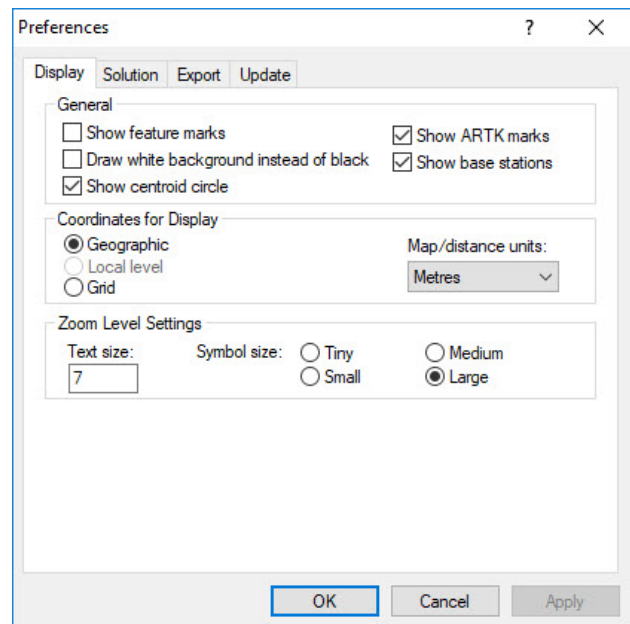 Preferences
?
Display Solution Export Update
General
Show feature marks
Show ARTK marks
Draw white background instead of black
Show base stations
Show centroid circle
Coordinates for Display
Geographic
Map/distance units:
Local level
Metres
Grid
Zoom Level Settings
Text size: Symbol size: Tiny Medium
7 Small Large
OK Cancel Apply